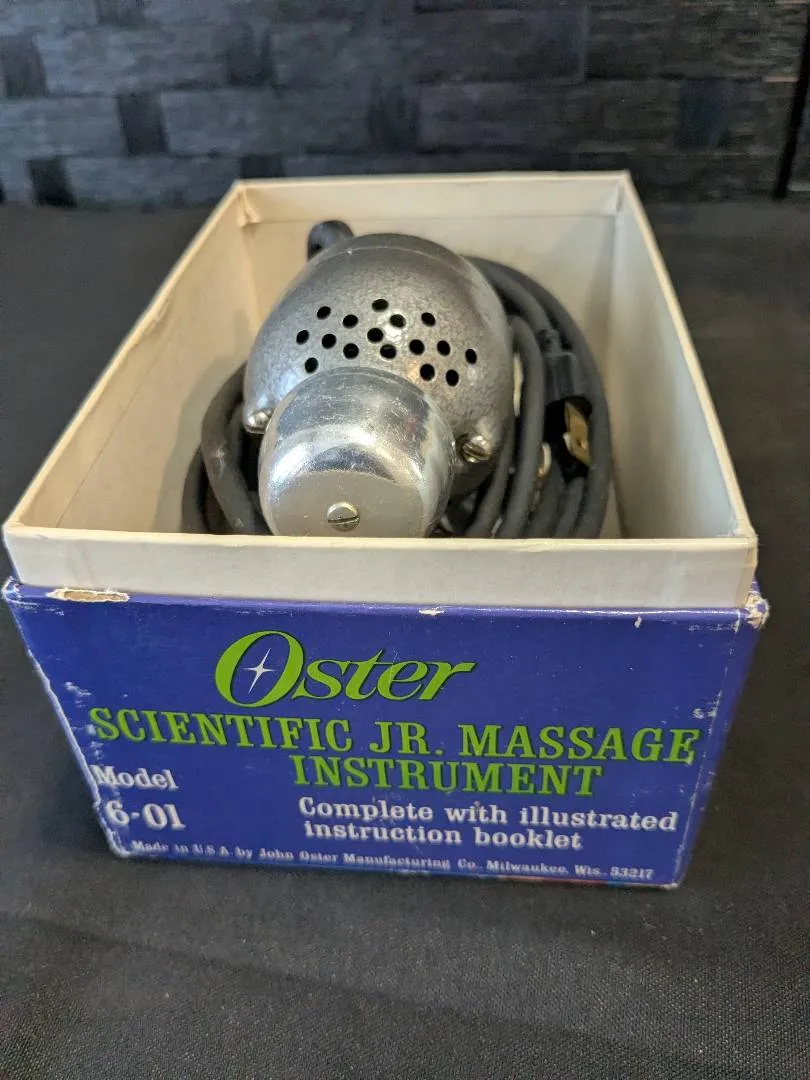 Oster
SCIENTIFIC JR. MASSAGE
INSTRUMENT
Model
6-01
Complete with illustrated
instruction booklet
Made in U.S.A. by John Oster Manufacturing Co. Milwaukee, Wis. 53217